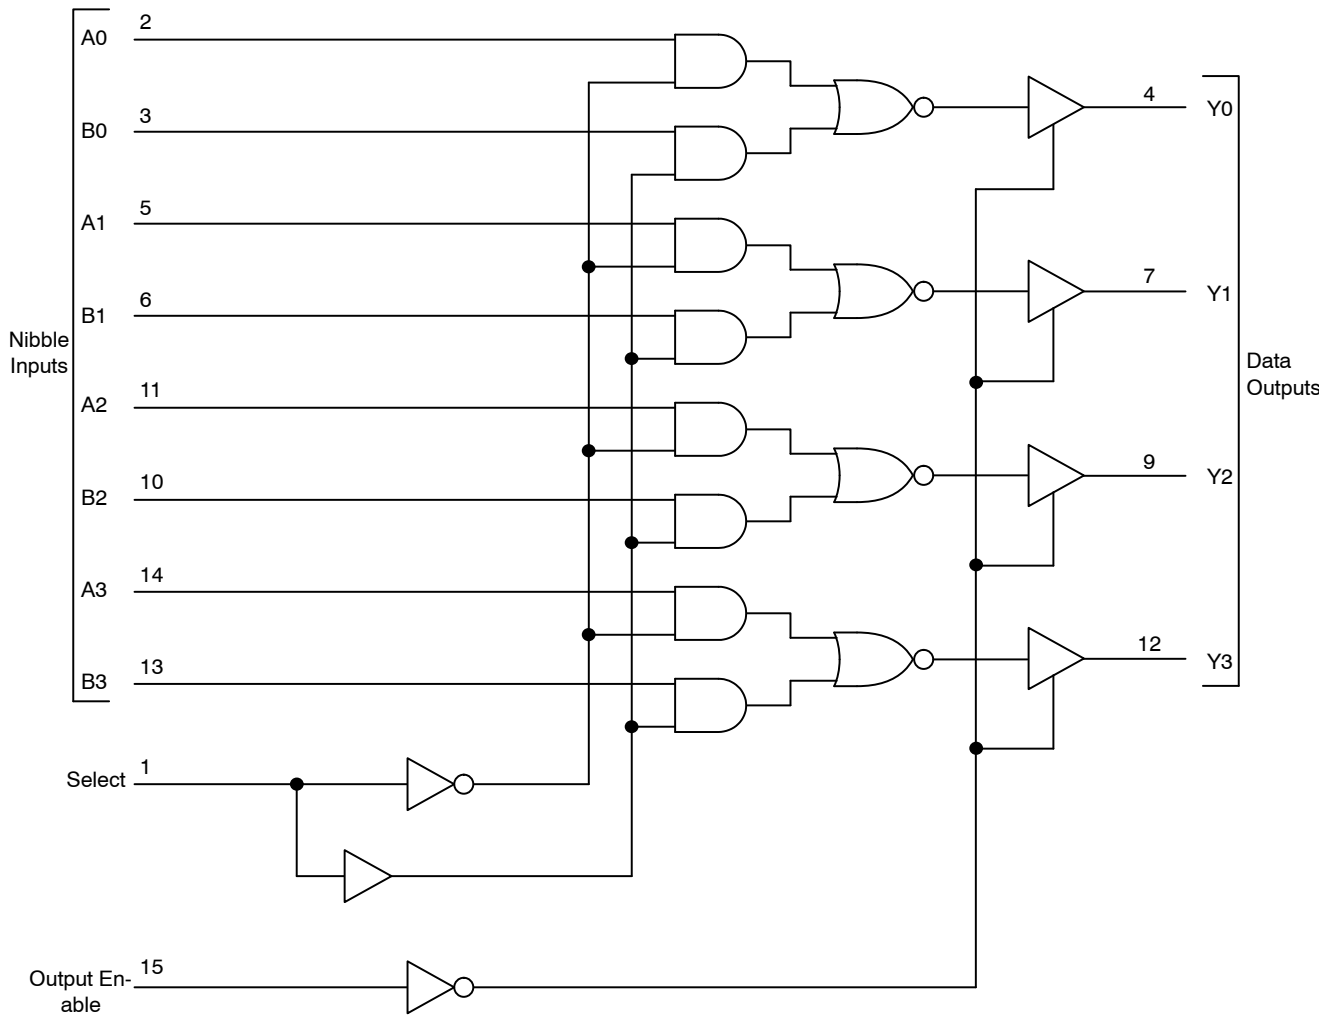 A0 2
B0 3
A1 5
B1 6
A2 11
B2 10
A3 14
B3 13
Nibble
Inputs
Select 1
Output En-
able
15
4 Y0
7 Y1
9 Y2
12 Y3
Data
Outputs